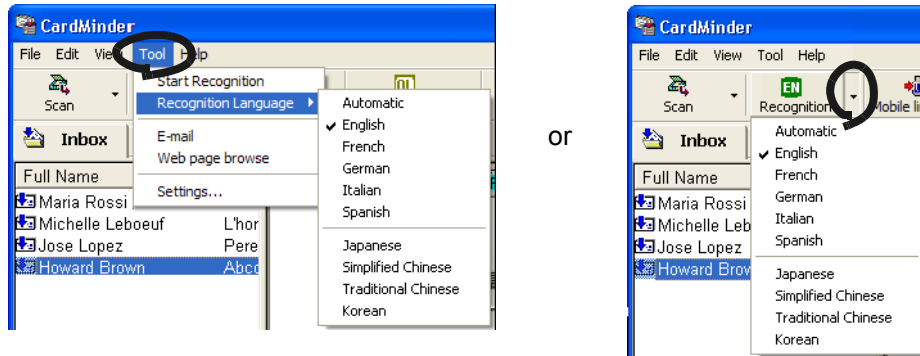 CardMinder
File Edit View Tool Help
Scan
Start Recognition
Recognition Language
E-mail
Web page browse
Settings...
Automatic
English
French
German
Italian
Spanish
Japanese
Simplified Chinese
Traditional Chinese
Korean
Inbox
Full Name
Maria Rossi
Michelle Leboeuf L'hor
Jose Lopez Pere
Howard Brown Abco
or
CardMinder
File Edit View Tool Help
Scan
EN
Recognition
Mobile li
Inbox
Automatic
English
French
German
Italian
Spanish
Japanese
Simplified Chinese
Traditional Chinese
Korean
Full Name
Maria Rossi
Michelle Leb
Jose Lopez
Howard Brov